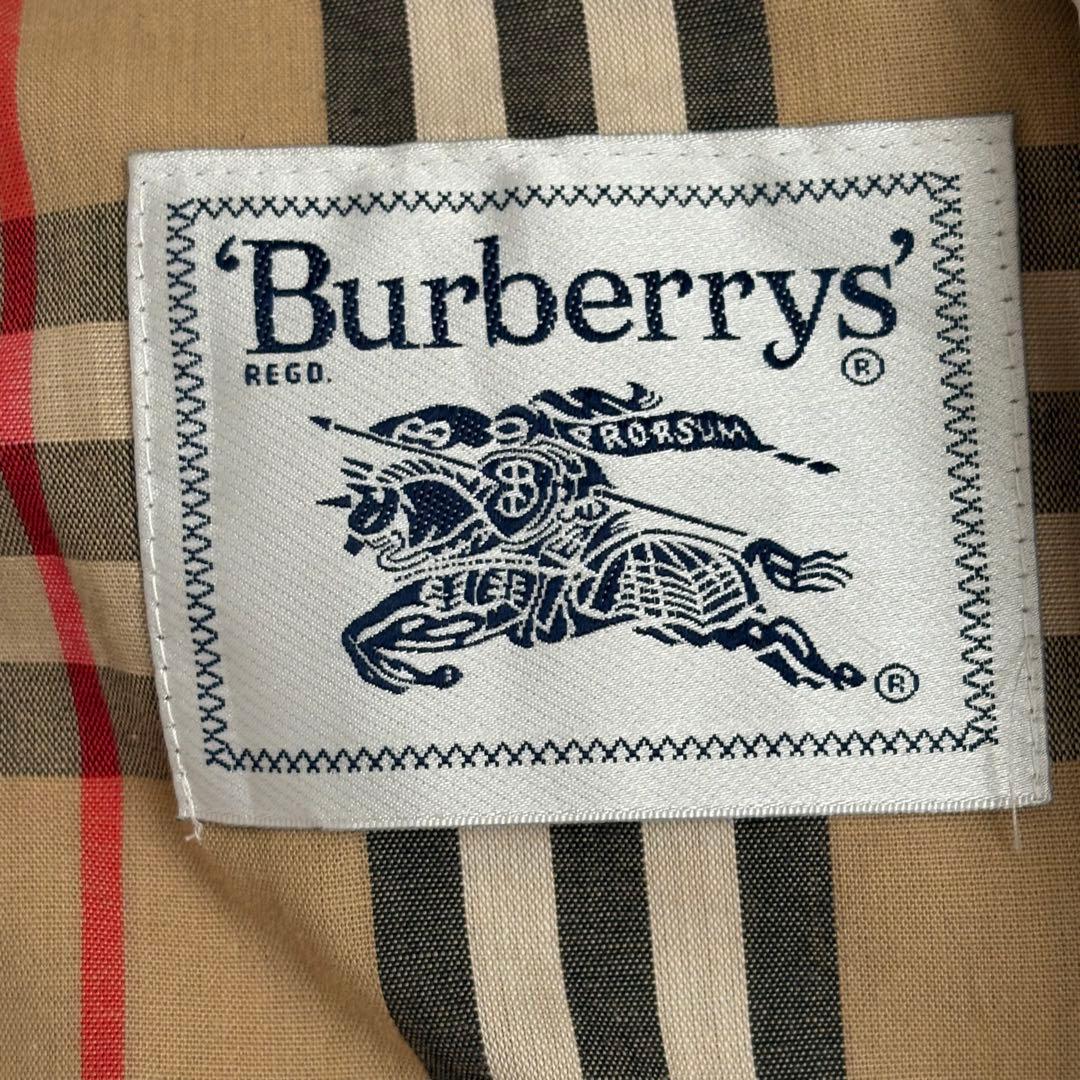 ‘Burberrys’
REGD. ®
PRORSUM
®